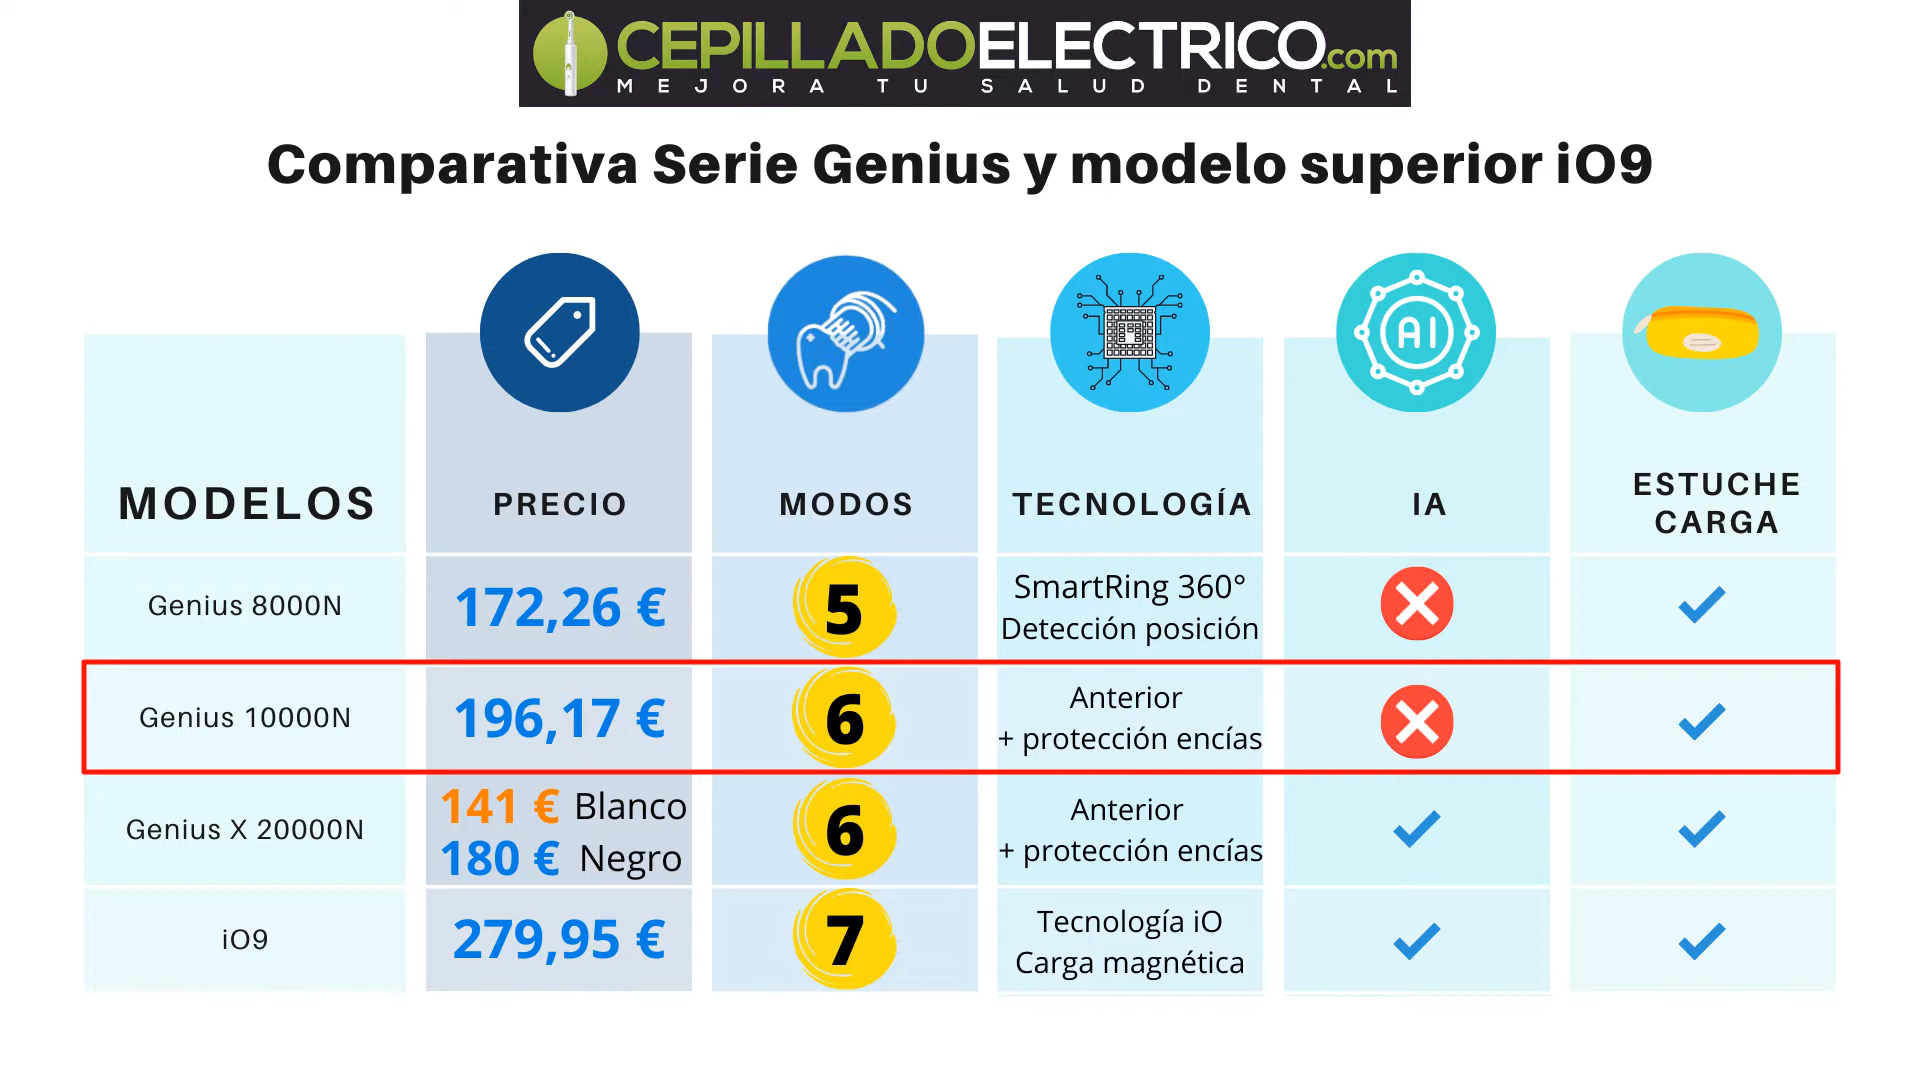 CEPILLADOELECTRICO.com
MEJORA TU SALUD DENTAL
Comparativa Serie Genius y modelo superior iO9
AI
MODELOS
PRECIO
MODOS
TECNOLOGÍA
IA
ESTUCHE
CARGA
Genius 8000N
172,26 €
5
SmartRing 360°
Detección posición
Genius 10000N
196,17 €
6
Anterior
+ protección encías
Genius X 20000N
141 € Blanco
180 € Negro
6
Anterior
+ protección encías
iO9
279,95 €
7
Tecnología iO
Carga magnética